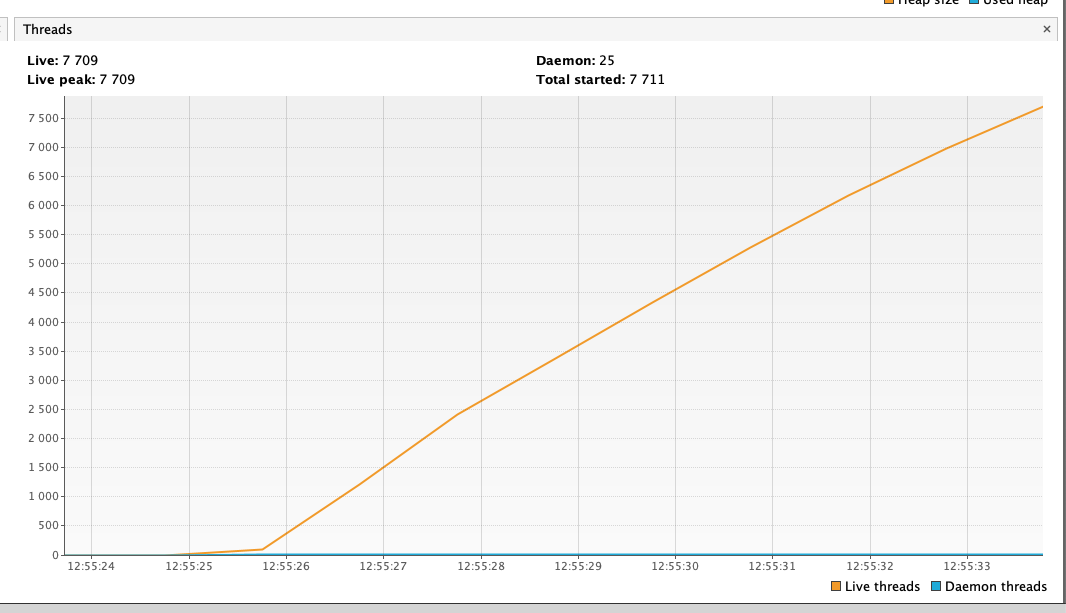 Heap size Used heap
Threads ×
Live: 7 709 Daemon: 25
Live peak: 7 709 Total started: 7 711
7 500
7 000
6 500
6 000
5 500
5 000
4 500
4 000
3 500
3 000
2 500
2 000
1 500
1 000
500
0
12:55:24 12:55:25 12:55:26 12:55:27 12:55:28 12:55:29 12:55:30 12:55:31 12:55:32 12:55:33
Live threads Daemon threads